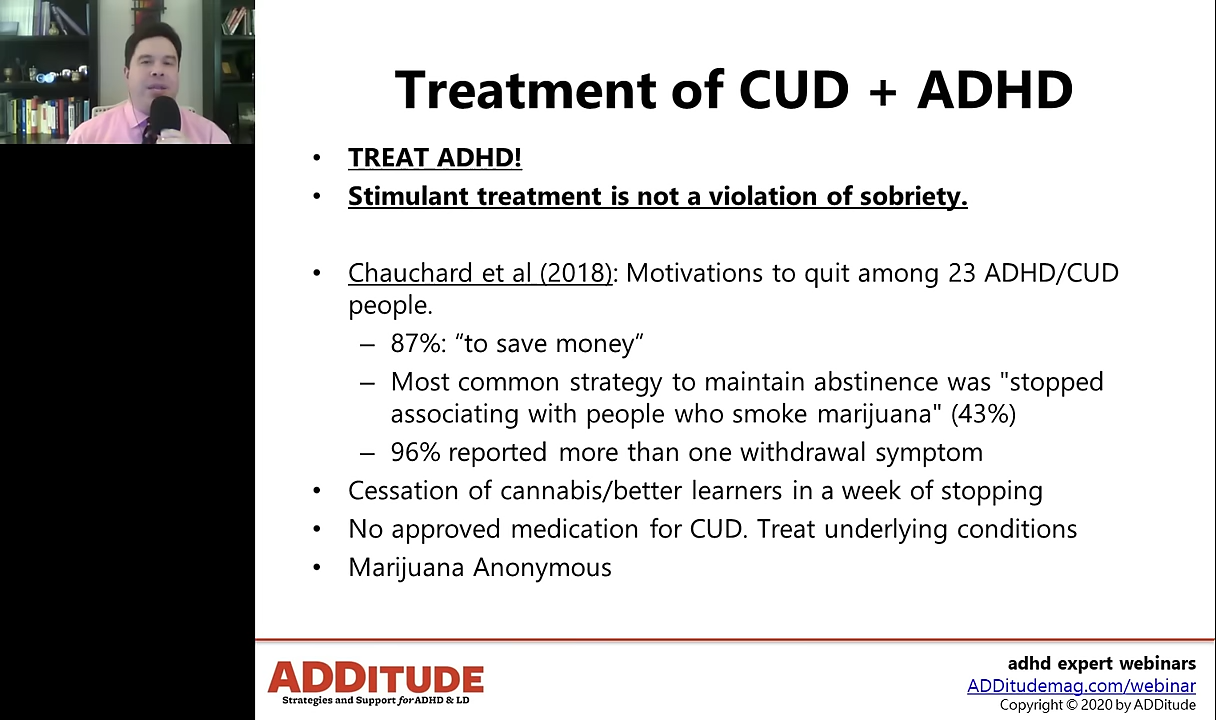 Treatment of CUD + ADHD
• TREAT ADHD!
• Stimulant treatment is not a violation of sobriety.
• Chauchard et al (2018): Motivations to quit among 23 ADHD/CUD
people.
– 87%: “to save money”
– Most common strategy to maintain abstinence was "stopped
associating with people who smoke marijuana" (43%)
– 96% reported more than one withdrawal symptom
• Cessation of cannabis/better learners in a week of stopping
• No approved medication for CUD. Treat underlying conditions
• Marijuana Anonymous
ADDITUDE
Strategies and Support for ADHD & LD
adhd expert webinars
ADDitudemag.com/webinar
Copyright © 2020 by ADDitude